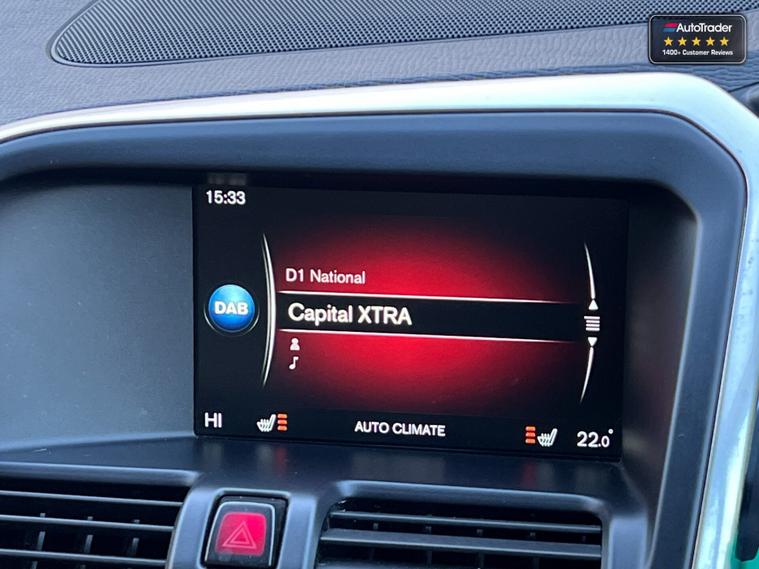 AutoTrader
1400+ Customer Reviews
15:33
D1 National
DAB
Capital XTRA
HI
AUTO CLIMATE
22.0°